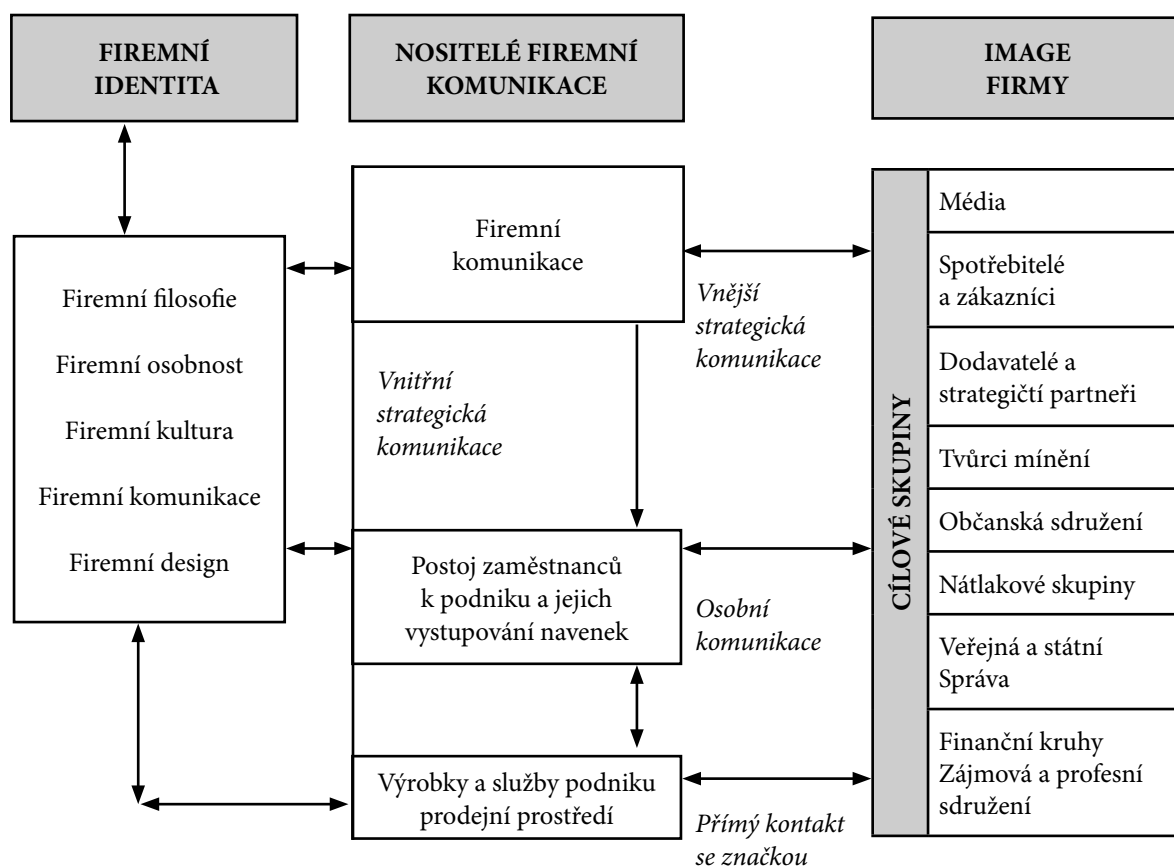 FIREMNÍ
IDENTITA
NOSITELÉ FIREMNÍ
KOMUNIKACE
IMAGE
FIRMY
Firemní filosofie
Firemní osobnost
Firemní kultura
Firemní komunikace
Firemní design
Firemní
komunikace
Vnitřní
strategická
komunikace
Postoj zaměstnanců
k podniku a jejich
vystupování navenek
Výrobky a služby podniku
prodejní prostředí
Vnější
strategická
komunikace
Osobní
komunikace
Přímý kontakt
se značkou
CÍLOVÉ SKUPINY
Média
Spotřebitelé
a zákazníci
Dodavatelé a
strategičtí partneři
Tvůrci mínění
Občanská sdružení
Nátlakové skupiny
Veřejná a státní
Správa
Finanční kruhy
Zájmová a profesní
sdružení